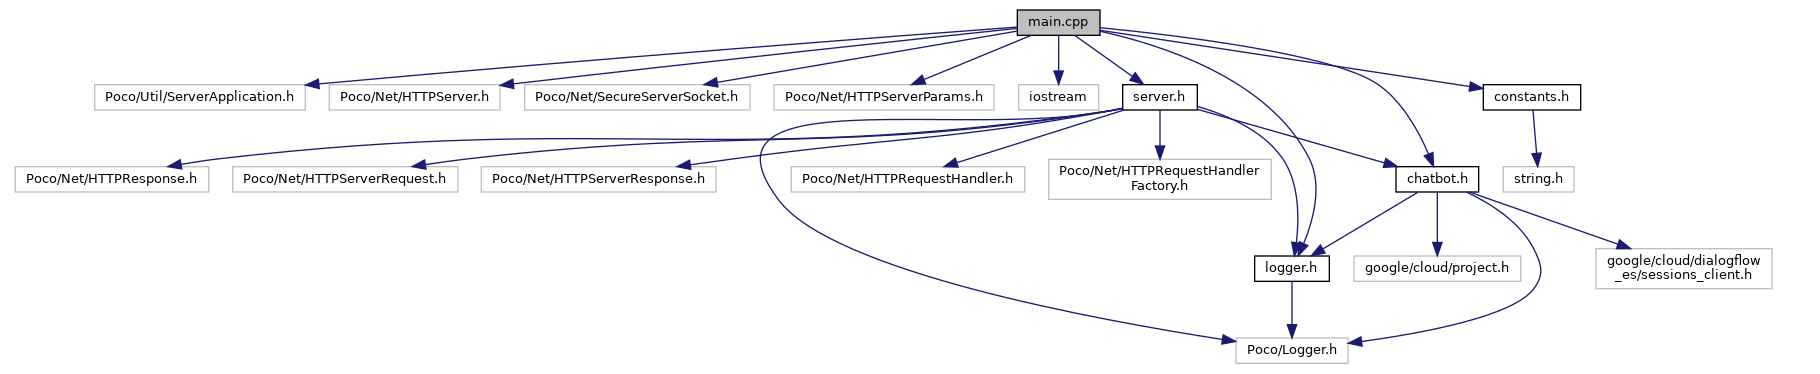 main.cpp
Poco/Util/ServerApplication.h
Poco/Net/HTTPServer.h
Poco/Net/SecureServerSocket.h
Poco/Net/HTTPServerParams.h
iostream
server.h
constants.h
Poco/Net/HTTPResponse.h
Poco/Net/HTTPServerRequest.h
Poco/Net/HTTPServerResponse.h
Poco/Net/HTTPRequestHandler.h
Poco/Net/HTTPRequestHandler
Factory.h
chatbot.h
string.h
logger.h
google/cloud/project.h
google/cloud/dialogflow
_es/sessions_client.h
Poco/Logger.h